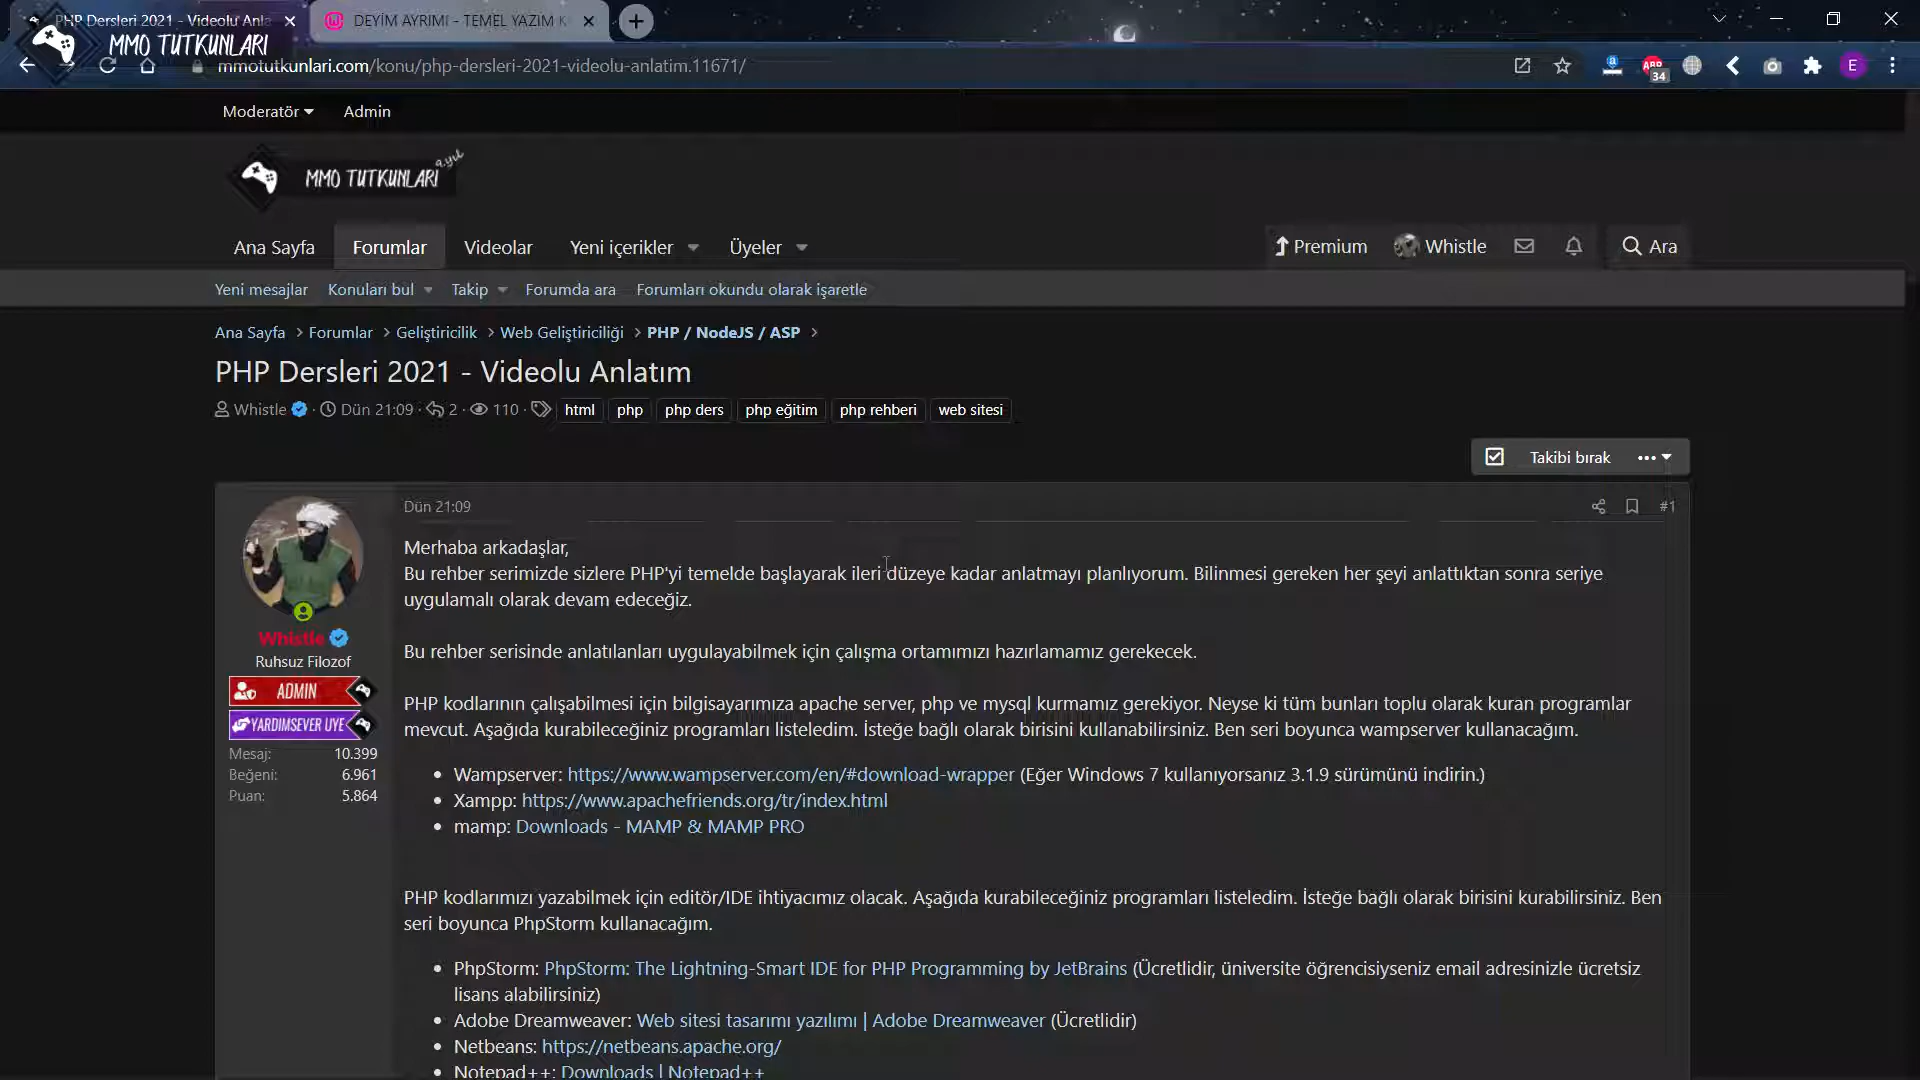 PHP Dersleri 2021 - Videolu Anla
DEYİM AYRIMI - TEMEL YAZIM K
MMO TUTKUNLARI
mmotutkunlari.com/konu/php-dersleri-2021-videolu-anlatim.11671/
ABP
34
E
Moderatör
Admin
MMO TUTKUNLARI
9.yıl
Ana Sayfa
Forumlar
Videolar
Yeni içerikler
Üyeler
Premium
Whistle
Ara
Yeni mesajlar
Konuları bul
Takip
Forumda ara
Forumları okundu olarak işaretle
Ana Sayfa > Forumlar > Geliştiricilik > Web Geliştiriciliği > PHP / NodeJS / ASP >
PHP Dersleri 2021 - Videolu Anlatım
Whistle · Dün 21:09 · 2 · 110 · html php php ders php eğitim php rehberi web sitesi
Takibi bırak
Dün 21:09
#1
Merhaba arkadaşlar,
Bu rehber serimizde sizlere PHP'yi temelde başlayarak ileri düzeye kadar anlatmayı planlıyorum. Bilinmesi gereken her şeyi anlattıktan sonra seriye
uygulamalı olarak devam edeceğiz.
Whistle
Ruhsuz Filozof
ADMIN
YARDIMSEVER UYE
Mesaj: 10.399
Beğeni: 6.961
Puan: 5.864
Bu rehber serisinde anlatılanları uygulayabilmek için çalışma ortamımızı hazırlamamız gerekecek.
PHP kodlarının çalışabilmesi için bilgisayarımıza apache server, php ve mysql kurmamız gerekiyor. Neyse ki tüm bunları toplu olarak kuran programlar
mevcut. Aşağıda kurabileceğiniz programları listeledim. İsteğe bağlı olarak birisini kullanabilirsiniz. Ben seri boyunca wampserver kullanacağım.
• Wampserver: https://www.wampserver.com/en/#download-wrapper (Eğer Windows 7 kullanıyorsanız 3.1.9 sürümünü indirin.)
• Xampp: https://www.apachefriends.org/tr/index.html
• mamp: Downloads - MAMP & MAMP PRO
PHP kodlarımızı yazabilmek için editör/IDE ihtiyacımız olacak. Aşağıda kurabileceğiniz programları listeledim. İsteğe bağlı olarak birisini kurabilirsiniz. Ben
seri boyunca PhpStorm kullanacağım.
• PhpStorm: PhpStorm: The Lightning-Smart IDE for PHP Programming by JetBrains (Ücretlidir, üniversite öğrencisiyseniz email adresinizle ücretsiz
lisans alabilirsiniz)
• Adobe Dreamweaver: Web sitesi tasarımı yazılımı | Adobe Dreamweaver (Ücretlidir)
• Netbeans: https://netbeans.apache.org/
• Notepad++: Downloads | Notepad++